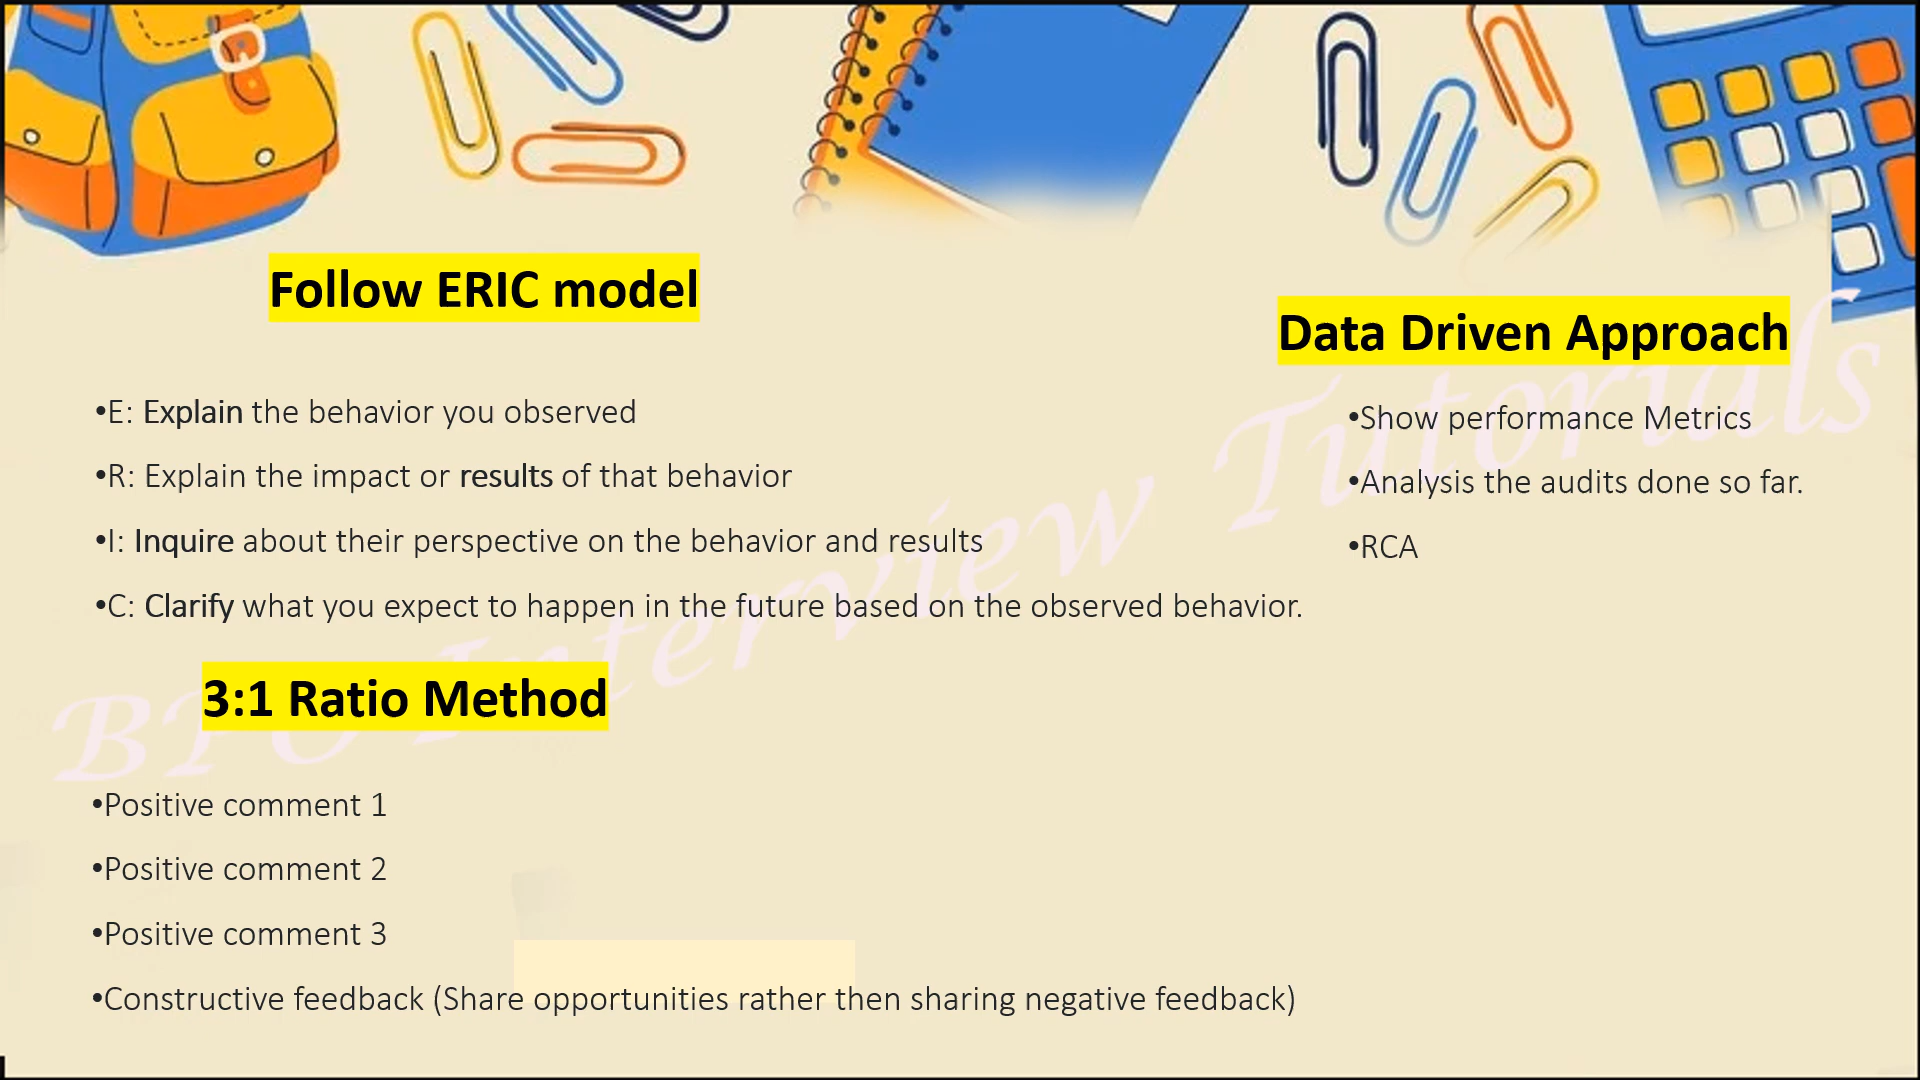 Follow ERIC model
•E: Explain the behavior you observed
•R: Explain the impact or results of that behavior
•I: Inquire about their perspective on the behavior and results
•C: Clarify what you expect to happen in the future based on the observed behavior.
3:1 Ratio Method
•Positive comment 1
•Positive comment 2
•Positive comment 3
•Constructive feedback (Share opportunities rather then sharing negative feedback)
Data Driven Approach
•Show performance Metrics
•Analysis the audits done so far.
•RCA
BPO Interview Tutorials